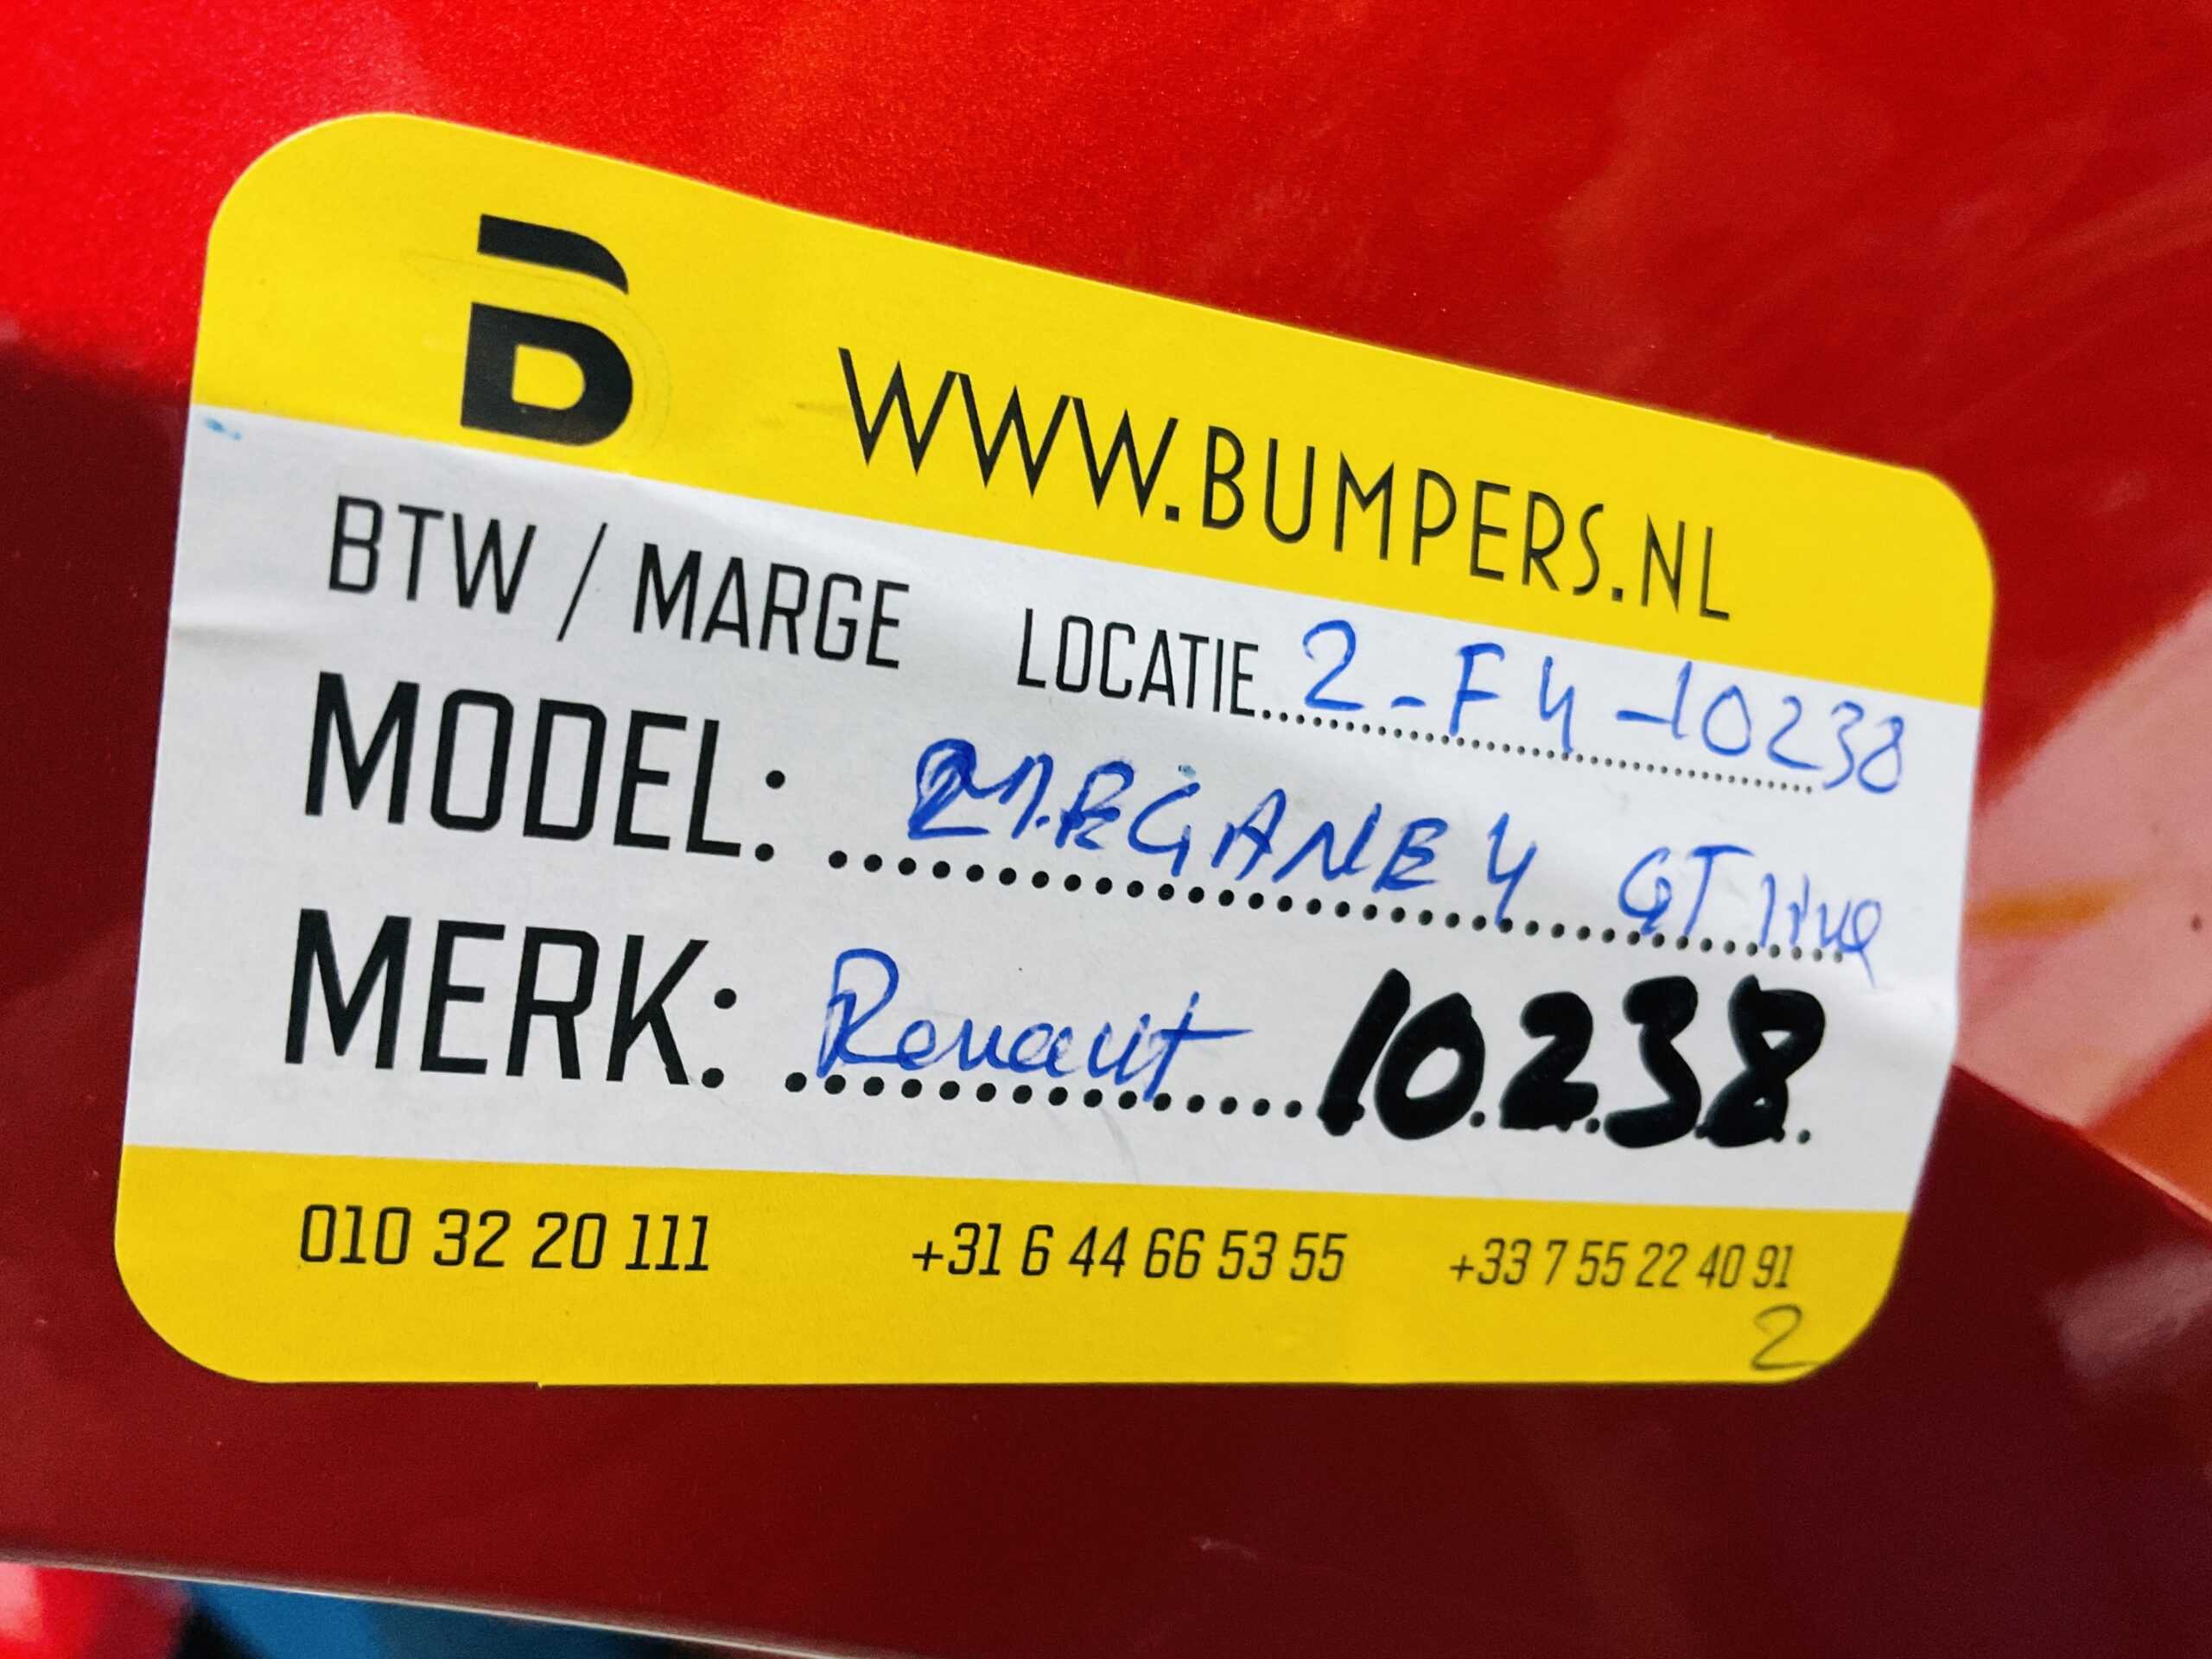 B WWW.BUMPERS.NL
BTW / MARGE LOCATIE 2-F4-10238
MODEL: MEGANE 4 GT line
MERK: Renault 10238
010 32 20 111 +31 6 44 66 53 55 +33 7 55 22 40 91
2